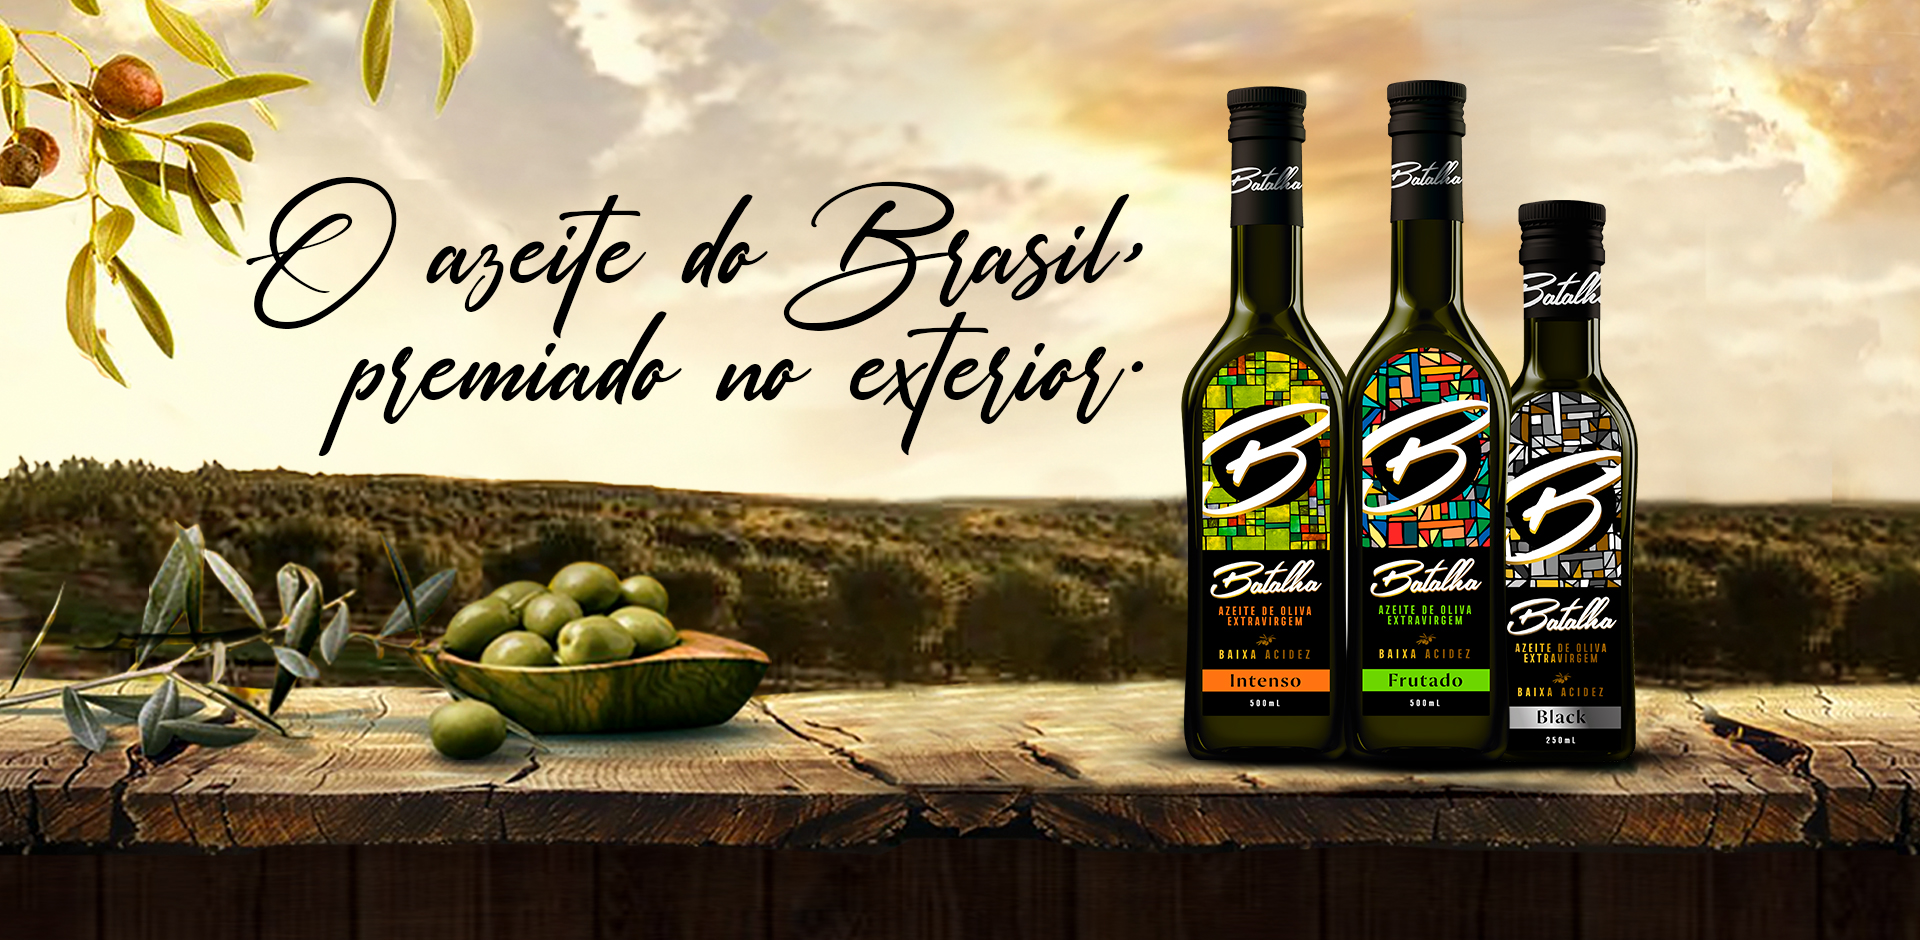 O azeite do Brasil,
premiado no exterior.
Batalha
B
Batalha
AZEITE DE OLIVA
EXTRAVIRGEM
BAIXA ACIDEZ
Intenso
500mL
Batalha
B
Batalha
AZEITE DE OLIVA
EXTRAVIRGEM
BAIXA ACIDEZ
Frutado
500mL
Batalha
B
Batalha
AZEITE DE OLIVA
EXTRAVIRGEM
BAIXA ACIDEZ
Black
250mL